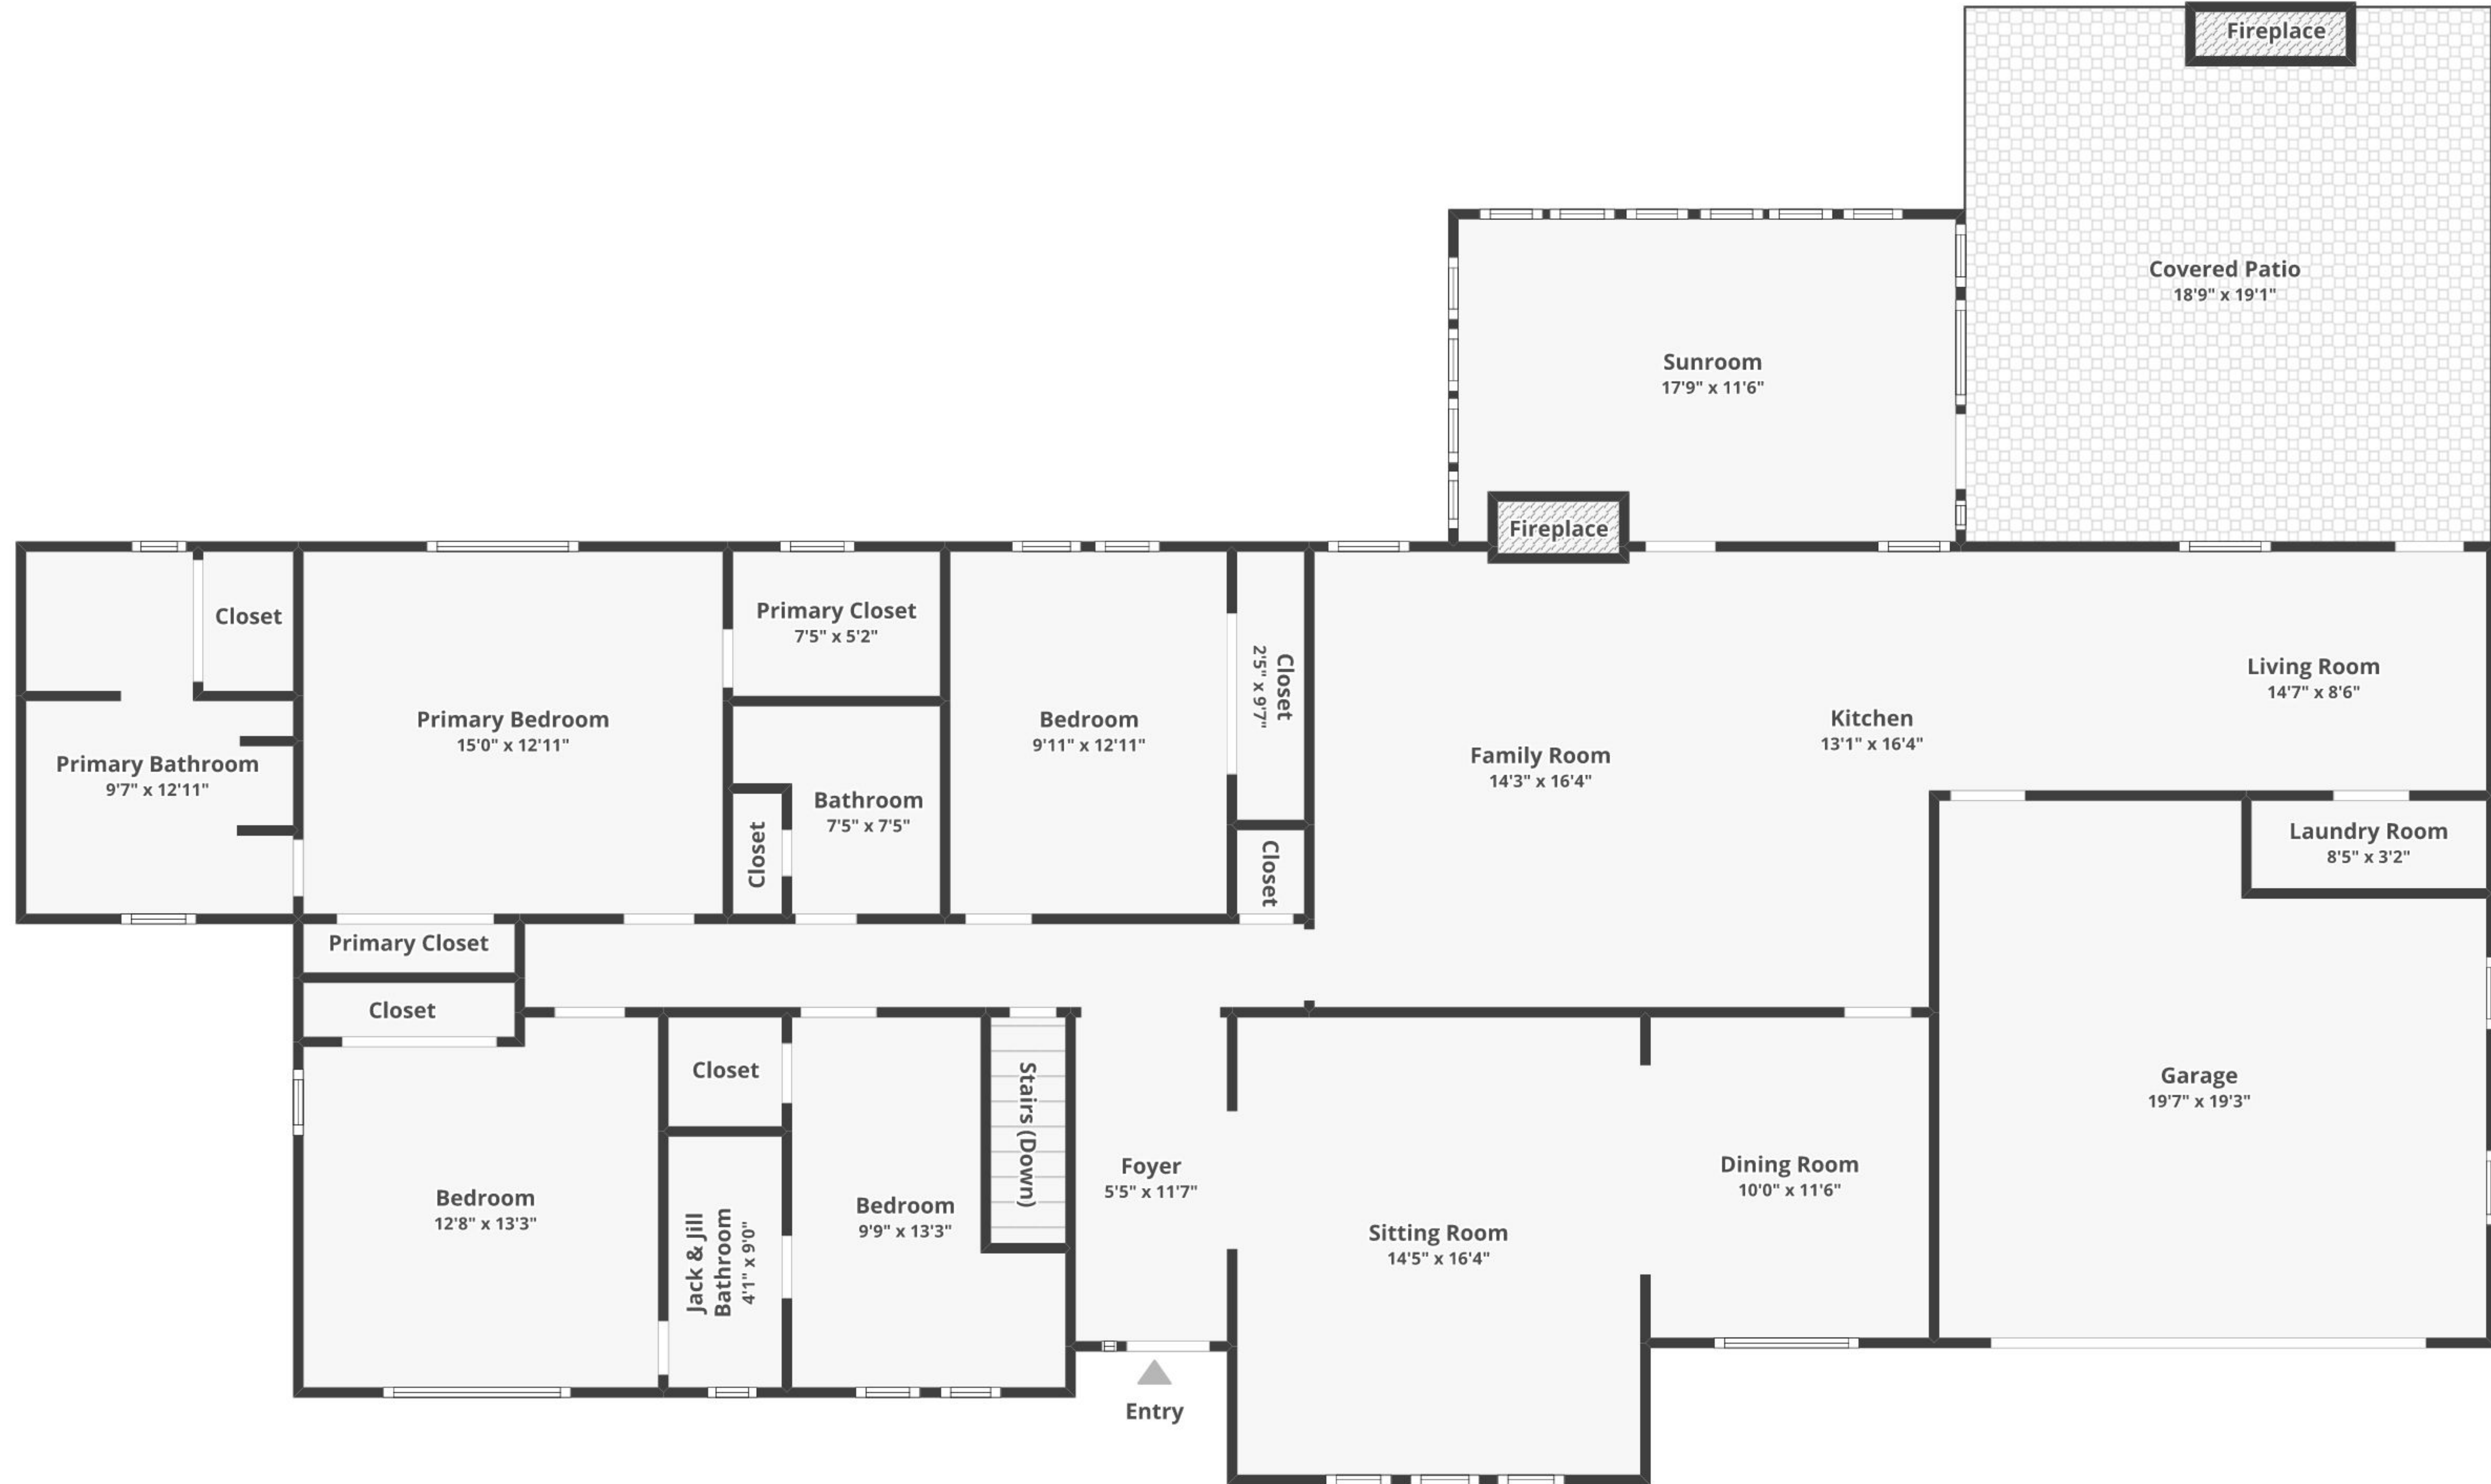 Fireplace
Covered Patio
18'9" x 19'1"
Sunroom
17'9" x 11'6"
Fireplace
Closet
Primary Closet
7'5" x 5'2"
Primary Bedroom
15'0" x 12'11"
Bedroom
9'11" x 12'11"
Closet
2'5" x 9'7"
Living Room
14'7" x 8'6"
Kitchen
13'1" x 16'4"
Family Room
14'3" x 16'4"
Primary Bathroom
9'7" x 12'11"
Bathroom
7'5" x 7'5"
Closet
Closet
Laundry Room
8'5" x 3'2"
Primary Closet
Closet
Closet
Stairs (Down)
Garage
19'7" x 19'3"
Foyer
5'5" x 11'7"
Dining Room
10'0" x 11'6"
Bedroom
12'8" x 13'3"
Jack & Jill
Bathroom
4'1" x 9'0"
Bedroom
9'9" x 13'3"
Sitting Room
14'5" x 16'4"
Entry